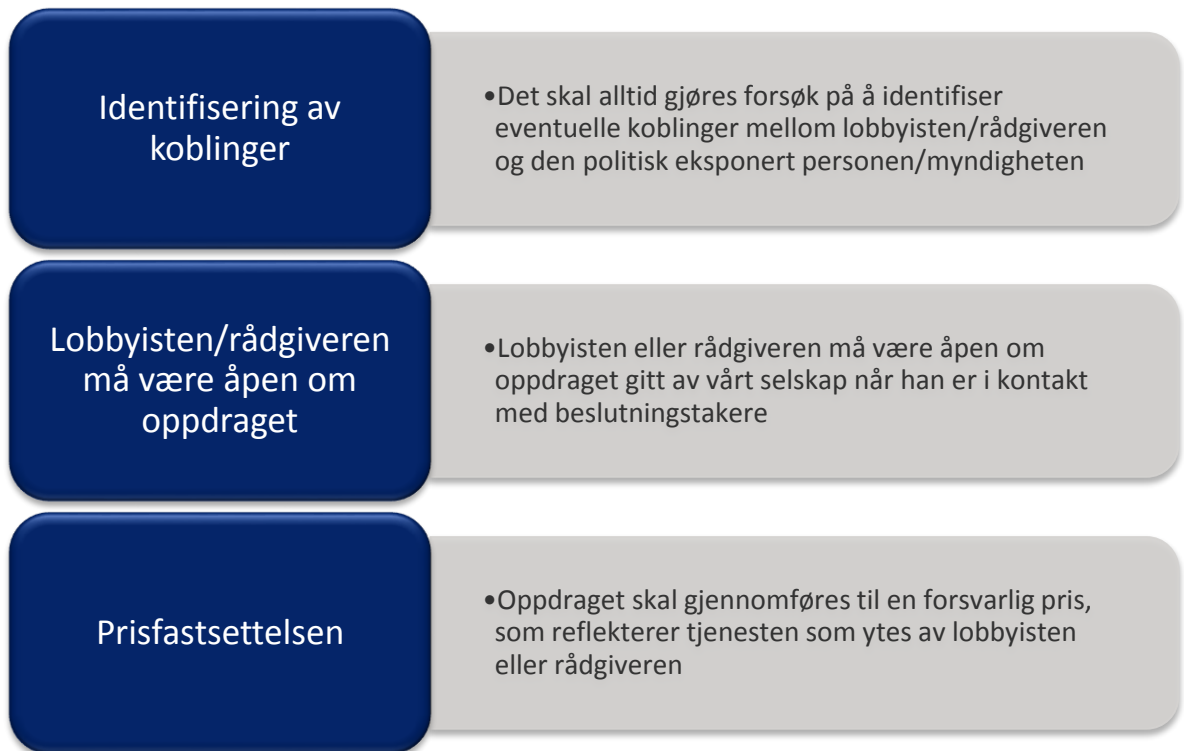 Identifisering av
koblinger
•Det skal alltid gjøres forsøk på å identifiser
eventuelle koblinger mellom lobbyisten/rådgiveren
og den politisk eksponert personen/myndigheten
Lobbyisten/rådgiveren
må være åpen om
oppdraget
•Lobbyisten eller rådgiveren må være åpen om
oppdraget gitt av vårt selskap når han er i kontakt
med beslutningstakere
Prisfastsettelsen
•Oppdraget skal gjennomføres til en forsvarlig pris,
som reflekterer tjenesten som ytes av lobbyisten
eller rådgiveren